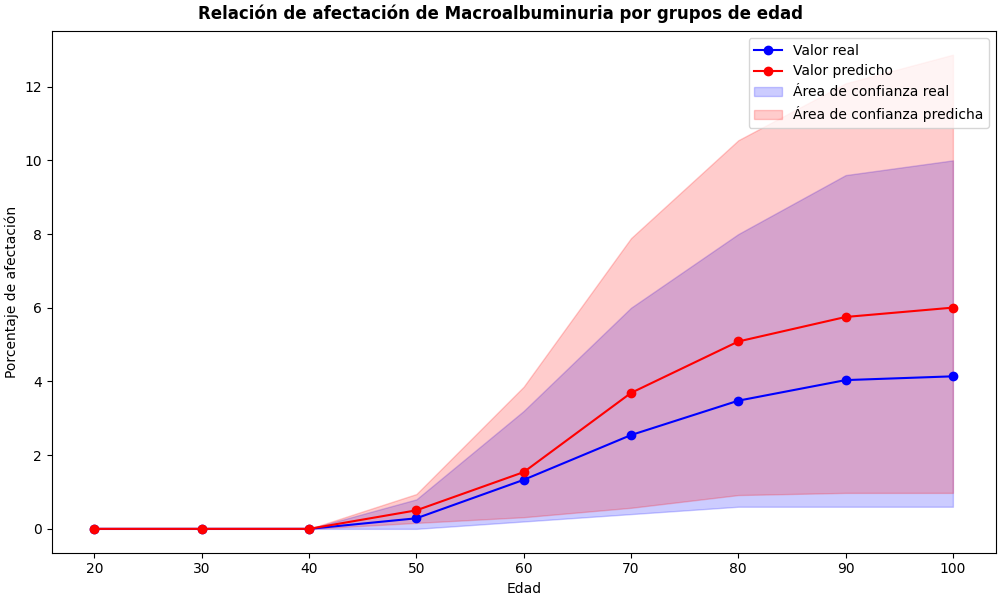 Relación de afectación de Macroalbuminuria por grupos de edad
Valor real
Valor predicho
Área de confianza real
Área de confianza predicha
Porcentaje de afectación
12
10
8
6
4
2
0
20 30 40 50 60 70 80 90 100
Edad